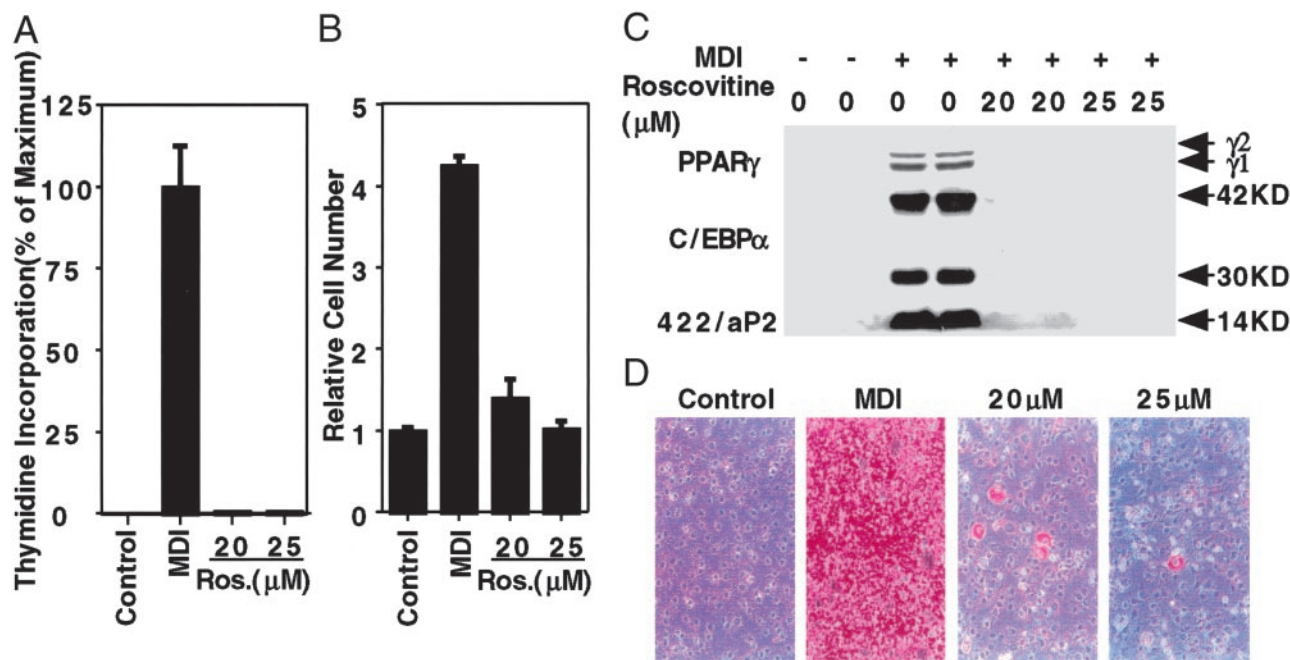 A
Thymidine Incorporation(% of Maximum)
125
100
75
50
25
0
Control
MDI
20 25
Ros.(µM)
B
Relative Cell Number
5
4
3
2
1
0
Control
MDI
20 25
Ros.(µM)
C
MDI - - + + + + + +
Roscovitine 0 0 0 0 20 20 25 25
(µM)
PPARγ
C/EBPα
422/aP2
γ2
γ1
42KD
30KD
14KD
D
Control MDI 20µM 25µM